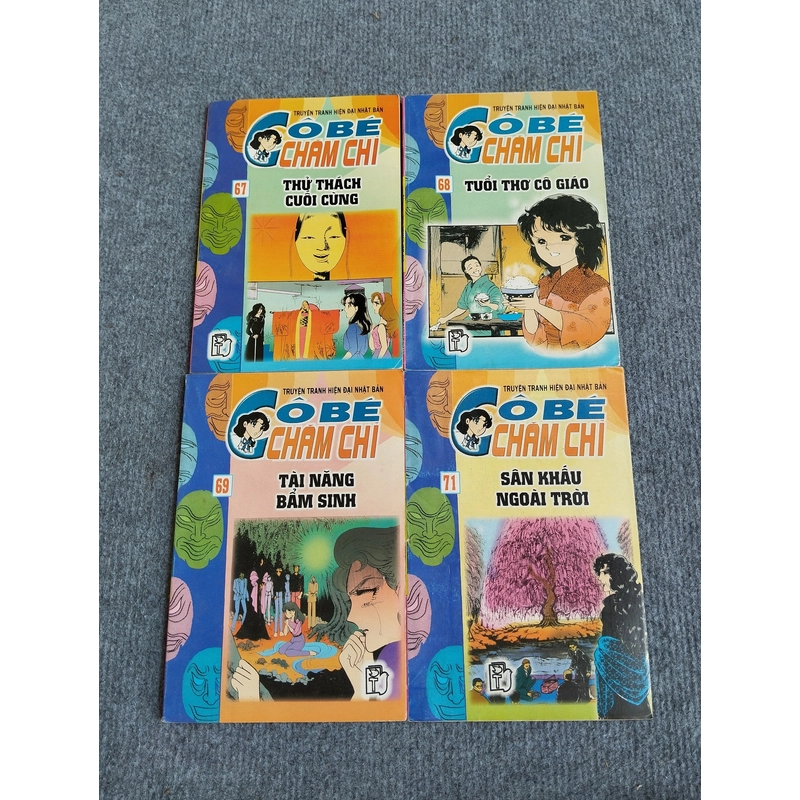 TRUYỆN TRANH HIỆN ĐẠI NHẬT BẢN
CÔ BÉ
CHĂM CHỈ
67
THỬ THÁCH
CUỐI CÙNG
TRUYỆN TRANH HIỆN ĐẠI NHẬT BẢN
CÔ BÉ
CHĂM CHỈ
68
TUỔI THƠ CÔ GIÁO
TRUYỆN TRANH HIỆN ĐẠI NHẬT BẢN
CÔ BÉ
CHĂM CHỈ
69
TÀI NĂNG
BẨM SINH
TRUYỆN TRANH HIỆN ĐẠI NHẬT BẢN
CÔ BÉ
CHĂM CHỈ
71
SÂN KHẤU
NGOÀI TRỜI